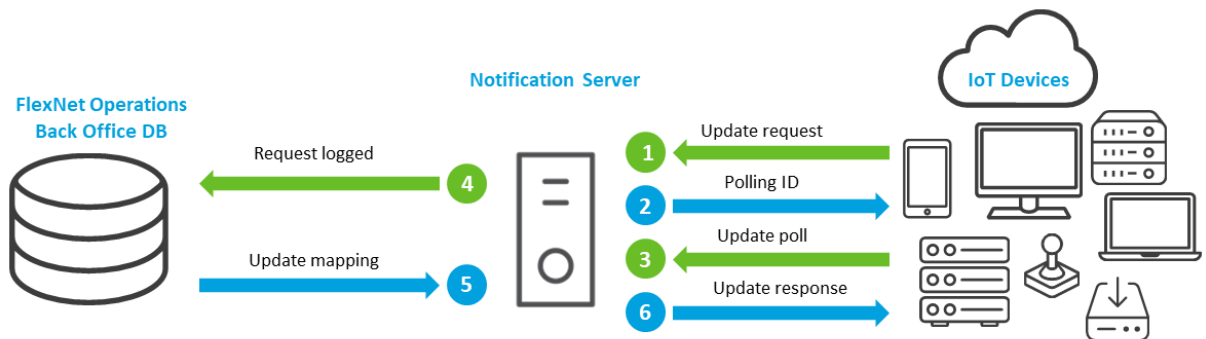 FlexNet Operations
Back Office DB
Request logged
4
Update mapping
5
Notification Server
IoT Devices
1
Update request
2
Polling ID
3
Update poll
6
Update response